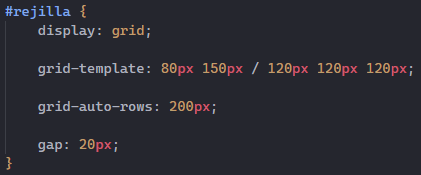 #rejilla {
display: grid;
grid-template: 80px 150px / 120px 120px 120px;
grid-auto-rows: 200px;
gap: 20px;
}